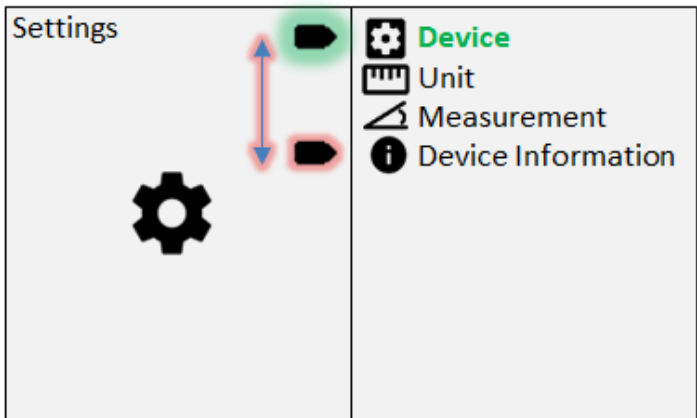 Settings
Device
Unit
Measurement
Device Information